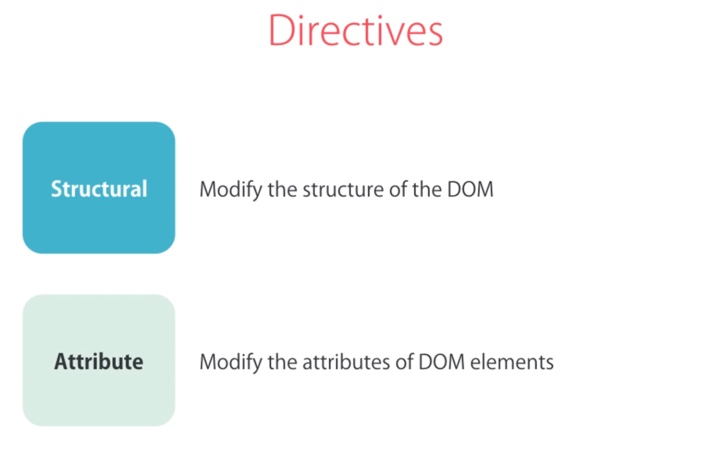 Directives
Structural
Modify the structure of the DOM
Attribute
Modify the attributes of DOM elements